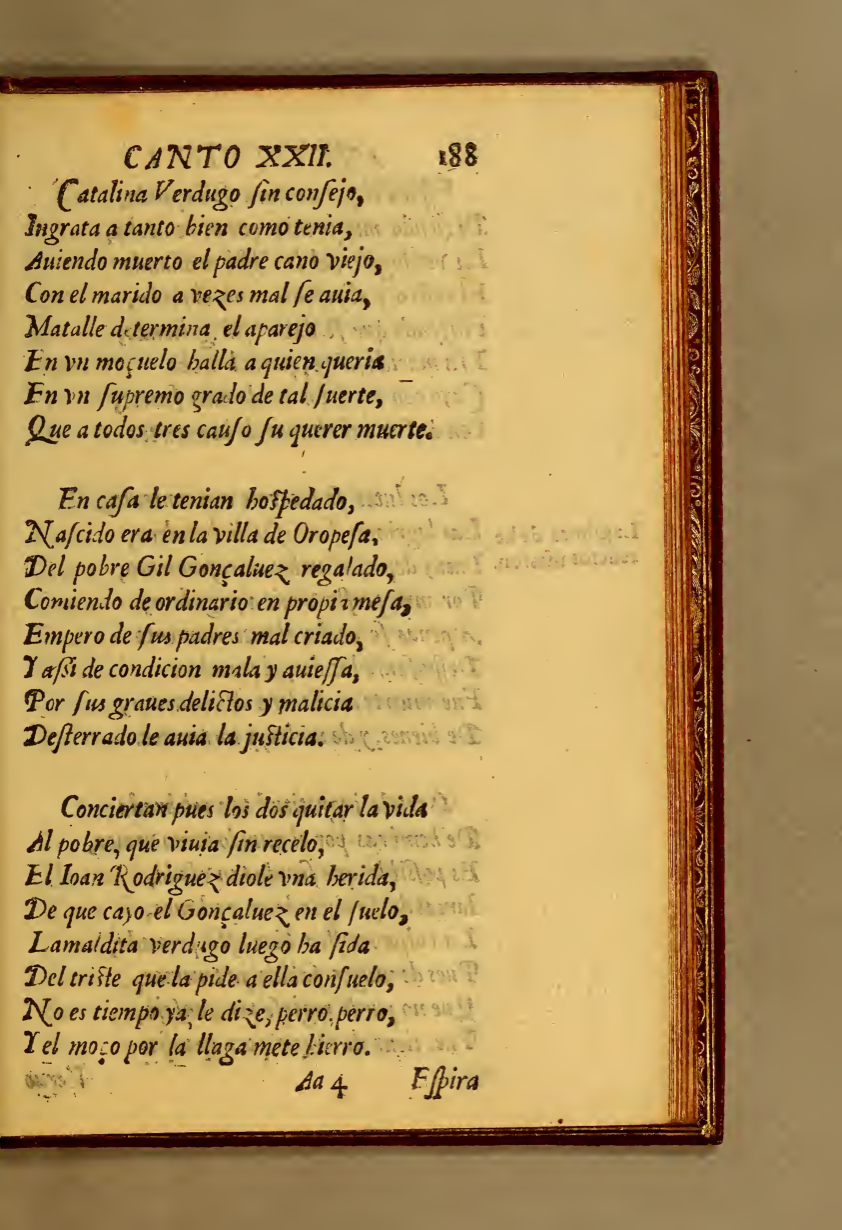 CANTO XXII. 188
Catalina Verdugo ſin conſejo,
Ingrata a tanto bien como tenia,
Auiendo muerto el padre cano viejo,
Con el marido a vezes mal ſe auia,
Matalle determina, el aparejo
En vn moçuelo halla a quien queria
En vn ſupremo grado de tal ſuerte,
Que a todos tres cauſo ſu querer muerte.
En caſa le tenian hoſpedado,
Naſcido era en la villa de Oropeſa,
Del pobre Gil Gonçaluez regalado,
Comiendo de ordinario en propia meſa,
Empero de ſus padres mal criado,
Y aſsi de condicion mala y auieſſa,
Por ſus graues delictos y malicia
Deſterrado le auia la juſticia.
Conciertan pues los dos quitar la vida
Al pobre, que viuia ſin recelo,
El Ioan Rodriguez diole vna herida,
De que cayo el Gonçaluez en el ſuelo,
La maldita verdugo luego ha ſida
Del triſte que la pide a ella conſuelo,
No es tiempo ya, le dize, perro, perro,
Y el moço por la llaga mete hierro.
Aa 4 Eſpira